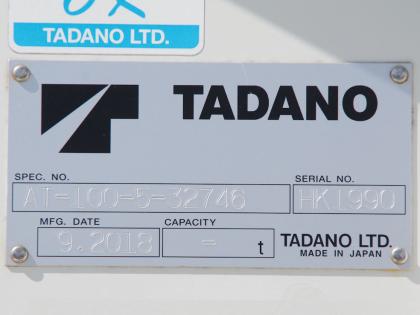 TADANO LTD.
TADANO
SPEC. NO. SERIAL NO.
AT-100-5-32746 HK1990
MFG. DATE CAPACITY
9.2018 - t TADANO LTD.
MADE IN JAPAN